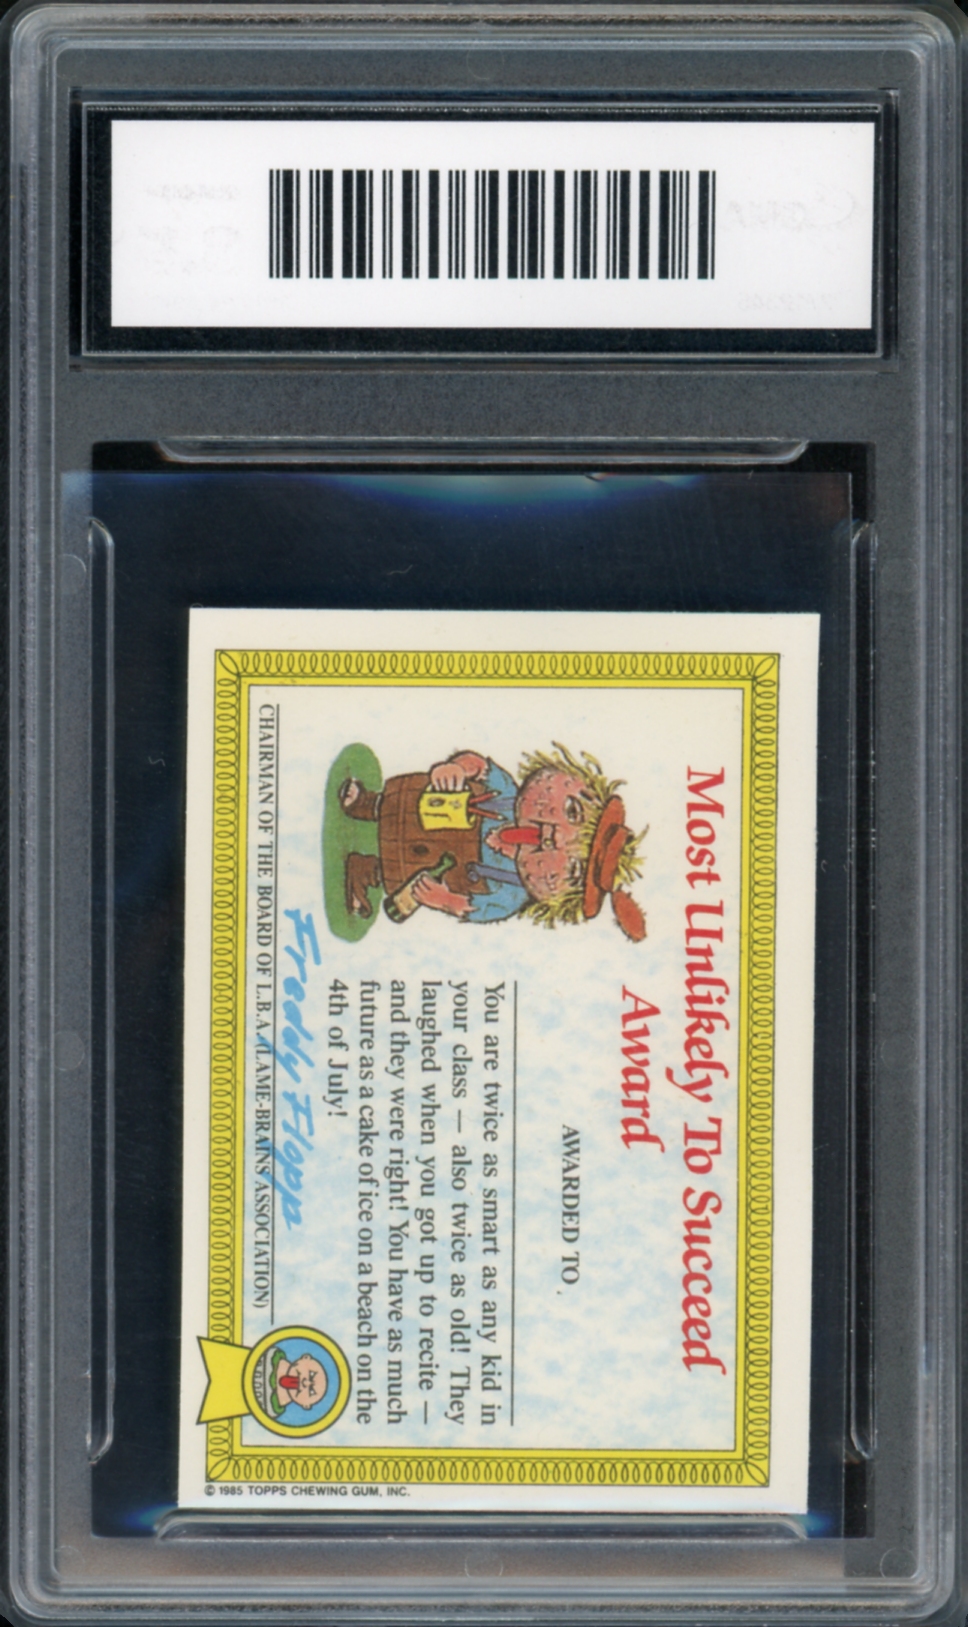 Most Unlikely To Succeed
Award
AWARDED TO
You are twice as smart as any kid in
your class — also twice as old! They
laughed when you got up to recite —
and they were right! You have as much
future as a cake of ice on a beach on the
4th of July!
Freddy Flopp
CHAIRMAN OF THE BOARD OF L.B.A. (LAME-BRAINS ASSOCIATION)
© 1985 TOPPS CHEWING GUM, INC.